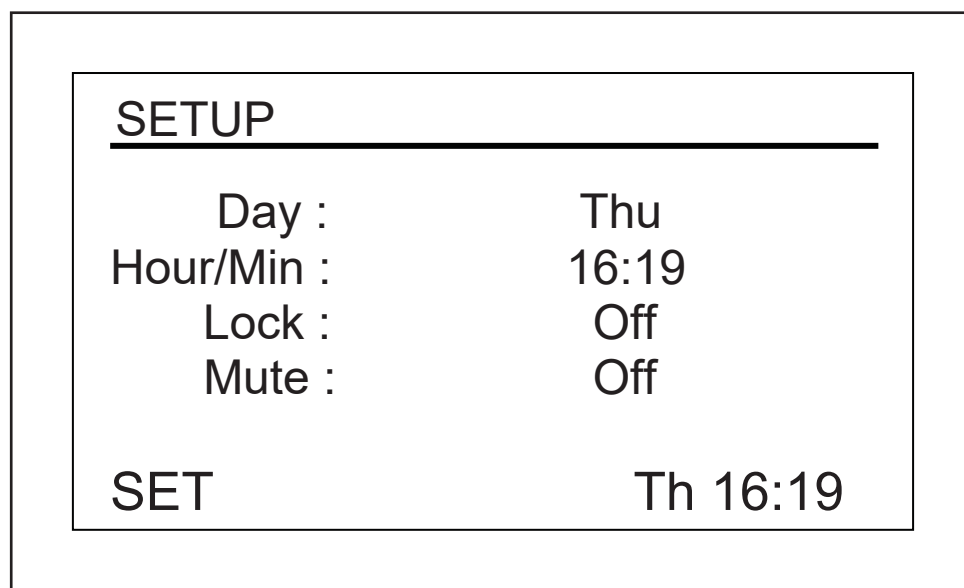 SETUP
Day : Thu
Hour/Min : 16:19
Lock : Off
Mute : Off
SET Th 16:19